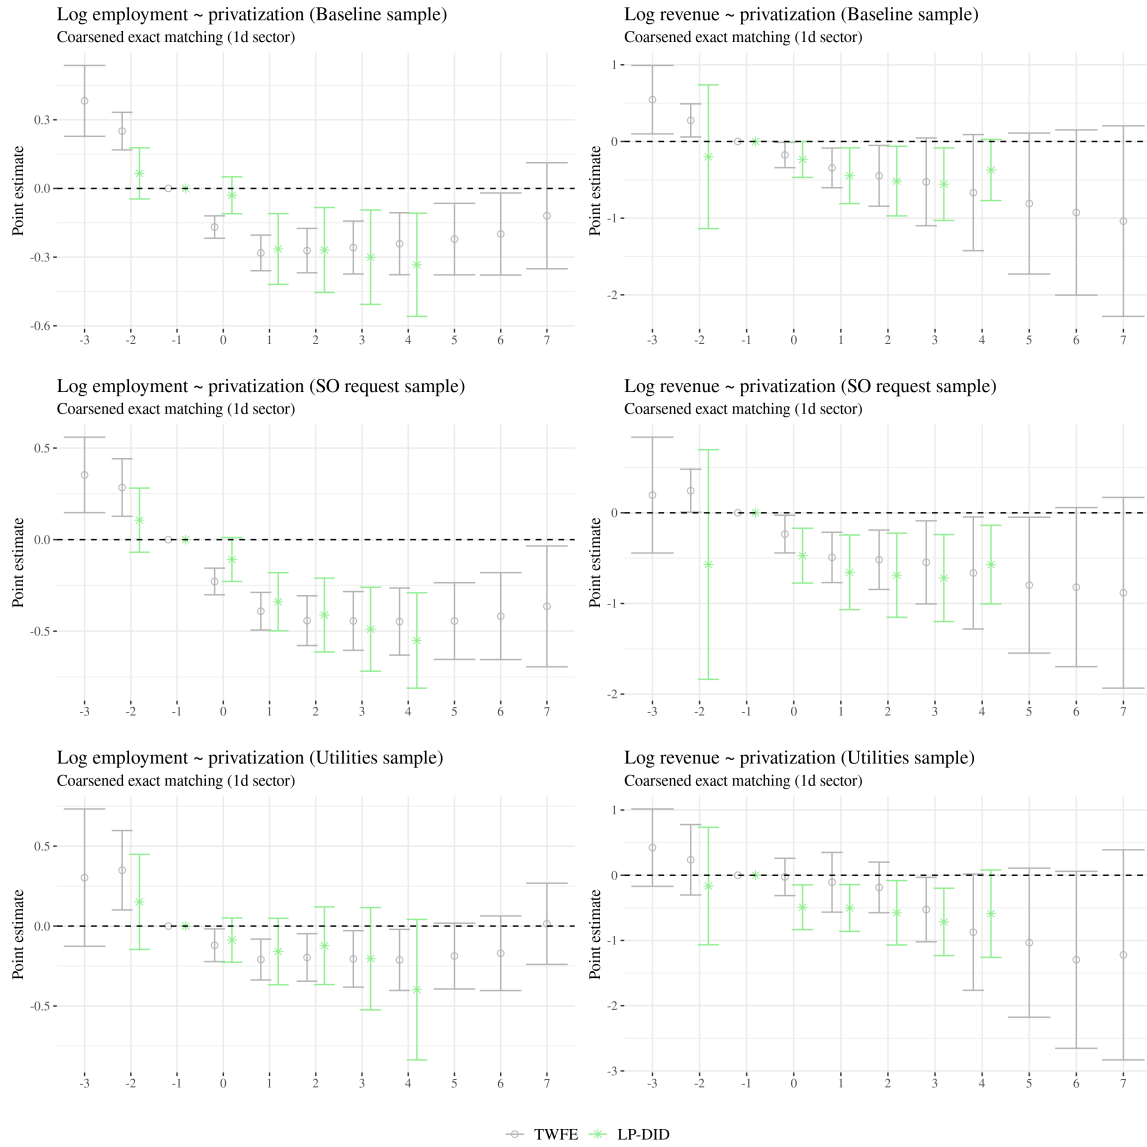 Log employment ~ privatization (Baseline sample)
Coarsened exact matching (1d sector)
Point estimate
0.3
0.0
-0.3
-0.6
-3 -2 -1 0 1 2 3 4 5 6 7
Log revenue ~ privatization (Baseline sample)
Coarsened exact matching (1d sector)
Point estimate
1
0
-1
-2
-3 -2 -1 0 1 2 3 4 5 6 7
Log employment ~ privatization (SO request sample)
Coarsened exact matching (1d sector)
Point estimate
0.5
0.0
-0.5
-3 -2 -1 0 1 2 3 4 5 6 7
Log revenue ~ privatization (SO request sample)
Coarsened exact matching (1d sector)
Point estimate
0
-1
-2
-3 -2 -1 0 1 2 3 4 5 6 7
Log employment ~ privatization (Utilities sample)
Coarsened exact matching (1d sector)
Point estimate
0.5
0.0
-0.5
-3 -2 -1 0 1 2 3 4 5 6 7
Log revenue ~ privatization (Utilities sample)
Coarsened exact matching (1d sector)
Point estimate
1
0
-1
-2
-3
-3 -2 -1 0 1 2 3 4 5 6 7
TWFE LP-DID